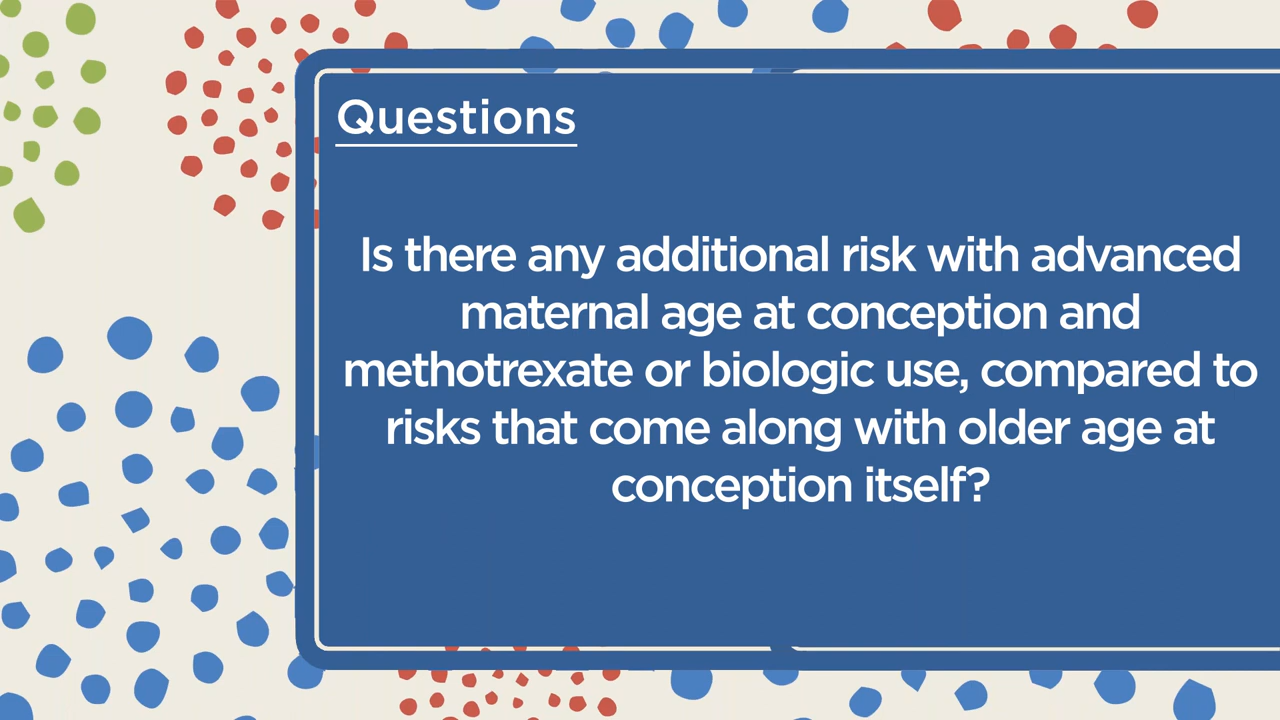 Questions
Is there any additional risk with advanced
maternal age at conception and
methotrexate or biologic use, compared to
risks that come along with older age at
conception itself?